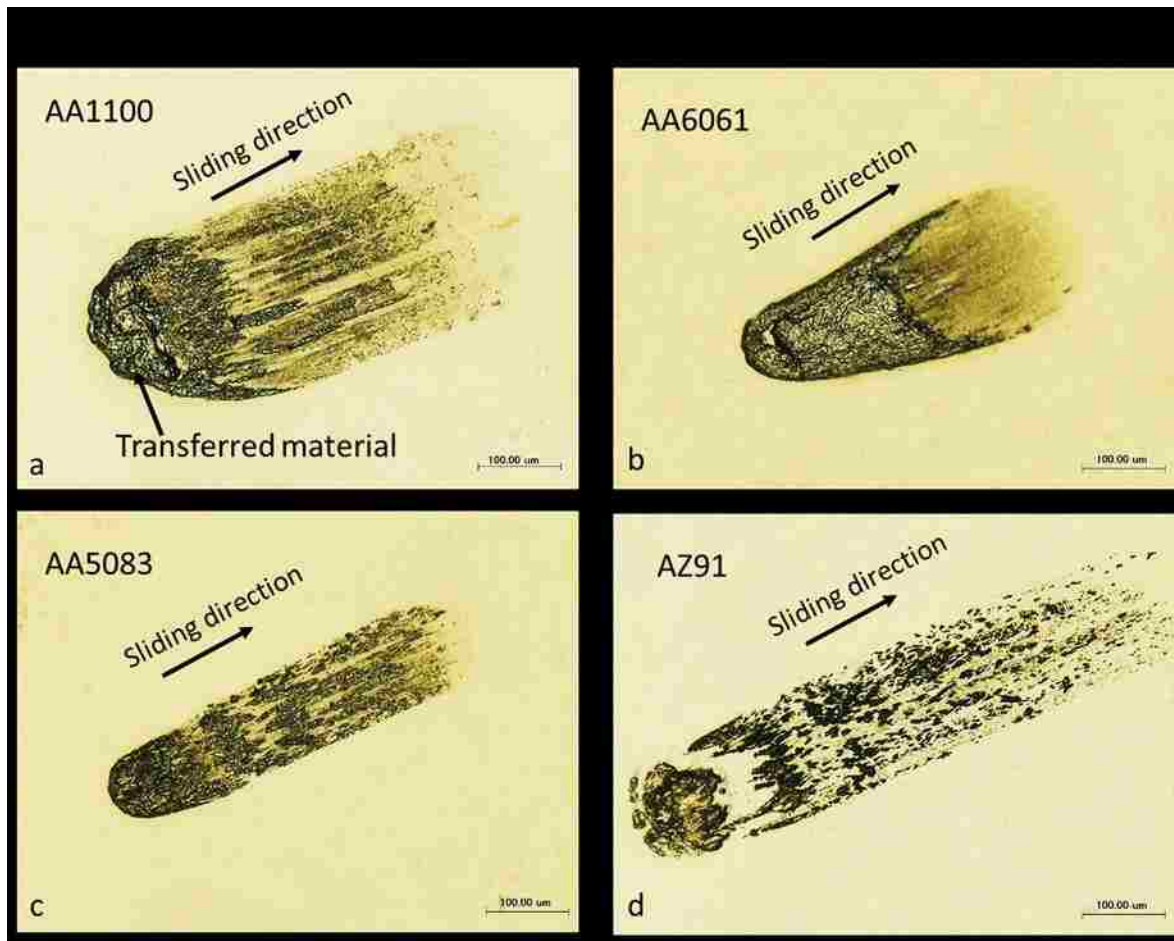 AA1100
Sliding direction
Transferred material
a
100.00 um
AA6061
Sliding direction
b
100.00 um
AA5083
Sliding direction
c
100.00 um
AZ91
Sliding direction
d
100.00 um